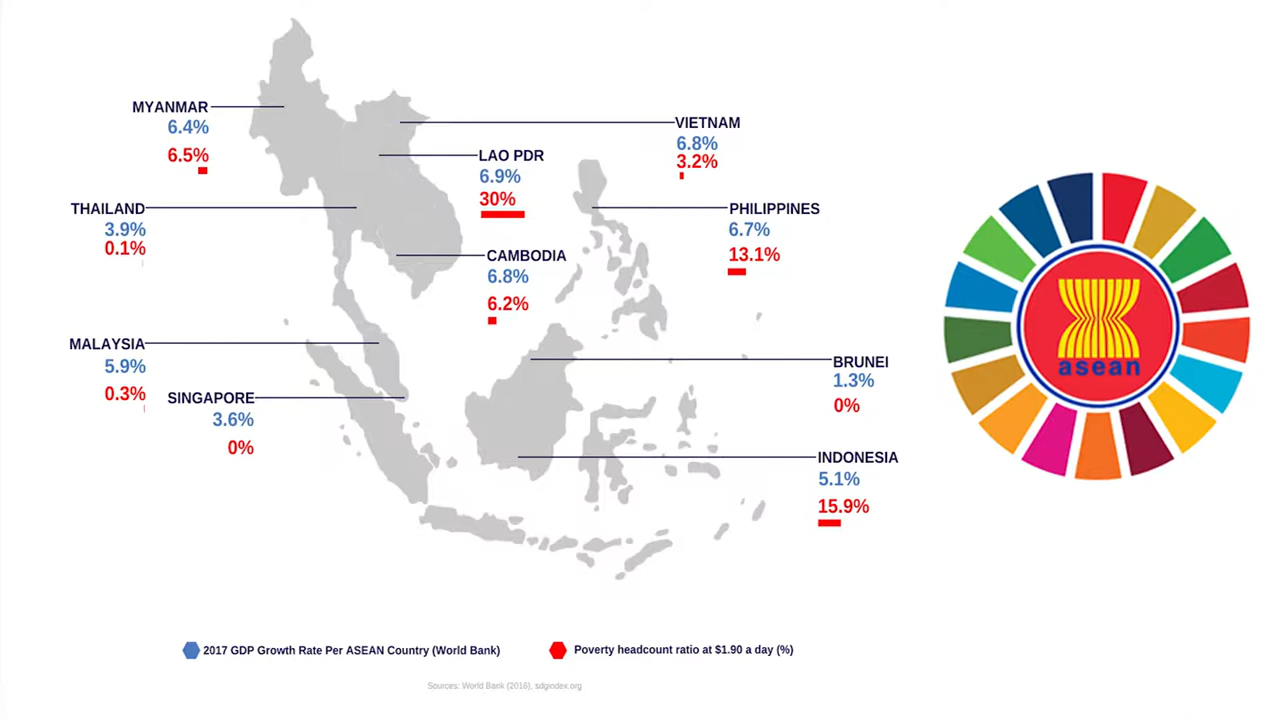 MYANMAR
6.4%
6.5%
VIETNAM
6.8%
3.2%
LAO PDR
6.9%
30%
THAILAND
3.9%
0.1%
PHILIPPINES
6.7%
13.1%
CAMBODIA
6.8%
6.2%
MALAYSIA
5.9%
0.3%
BRUNEI
1.3%
0%
SINGAPORE
3.6%
0%
INDONESIA
5.1%
15.9%
asean
2017 GDP Growth Rate Per ASEAN Country (World Bank)
Poverty headcount ratio at $1.90 a day (%)
Sources: World Bank (2016), sdgindex.org